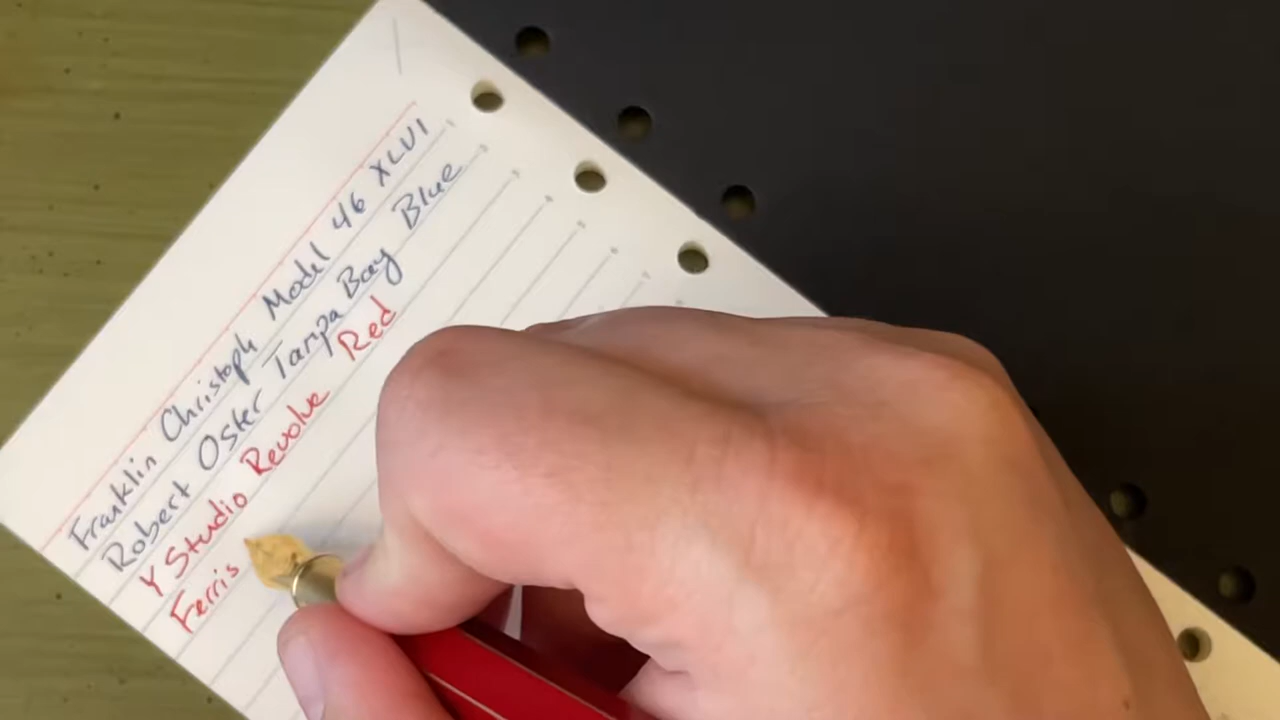 Franklin Christoph Model 46 XLVI
Robert Oster Tampa Bay Blue
Y Studio Revolve Red
Ferris